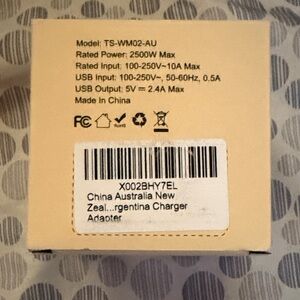 Model: TS-WM02-AU
Rated Power: 2500W Max
Rated Input: 100-250V~10A Max
USB Input: 100-250V~, 50-60Hz, 0.5A
USB Output: 5V⎓ 2.4A Max
Made In China
FC RoHS
X002BHY7EL
China Australia New
Zeal...rgentina Charger
Adapter